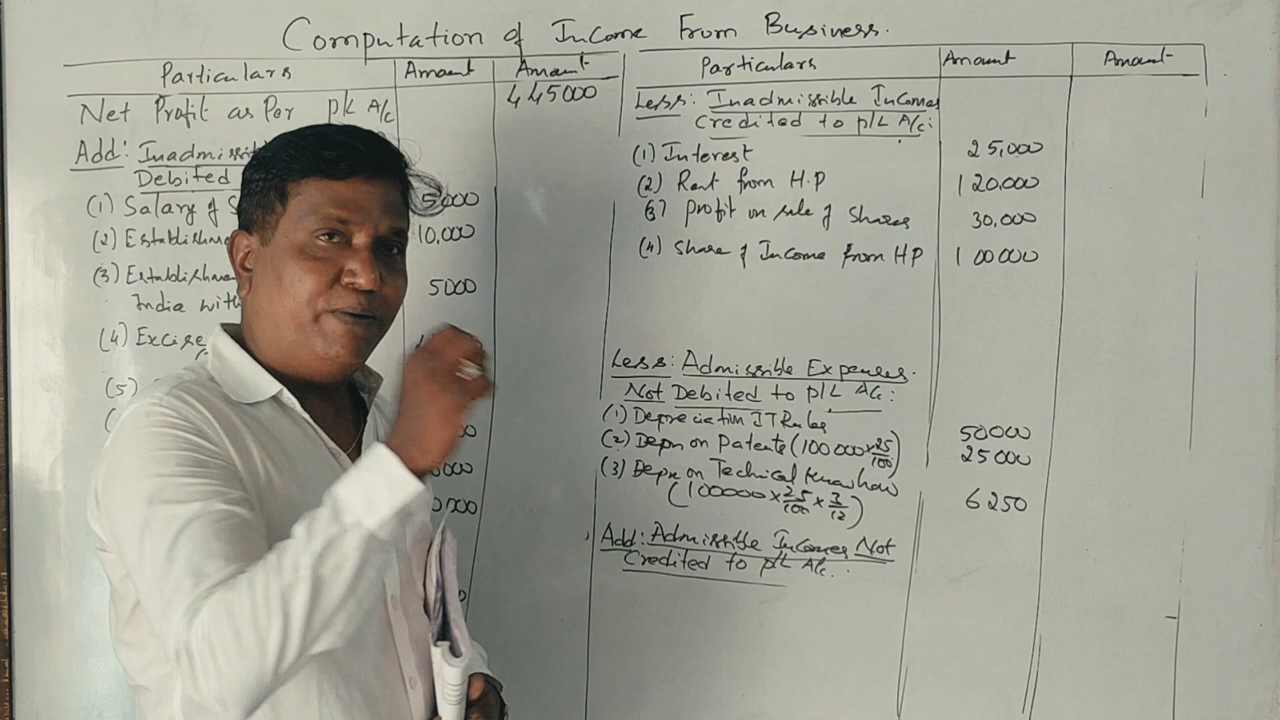 Computation of Income From Business.
Particulars Amount Amount
Net Profit as Per P/L A/c 445000
Add: Inadmissi
Debited
(1) Salary of S 5000
(2) Establishm 10,000
(3) Establishme 5000
India with
(4) Excise
(5)
Particulars Amount Amount
Less: Inadmissible Incomes
Credited to P/L A/c:
(1) Interest 25,000
(2) Rent from H.P 120,000
(3) Profit on sale of Shares 30,000
(4) Share of Income from HP 100000
Less: Admissible Expenses.
Not Debited to P/L A/c:
(1) Depreciation IT Rules 50000
(2) Depn on Patents (100000×25/100) 25000
(3) Depn on Technical Know how
(100000×25/100×3/12) 6250
Add: Admissible Incomes Not
Credited to P/L A/c.